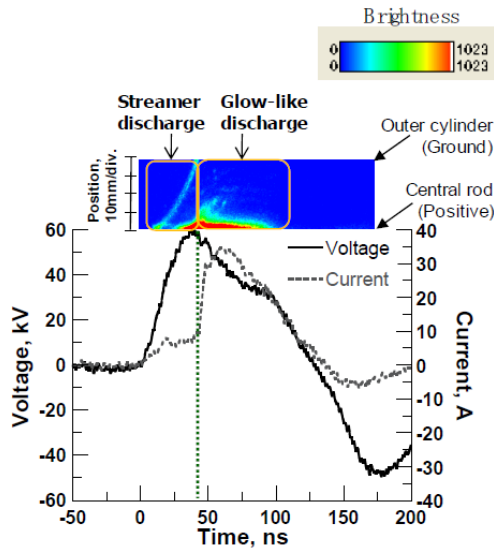 Brightness
0 1023
0 1023
Streamer discharge
Glow-like discharge
Outer cylinder
(Ground)
Position,
10mm/div.
Central rod
(Positive)
Voltage
Current
Voltage, kV
60
40
20
0
-20
-40
-60
Current, A
40
30
20
10
0
-10
-20
-30
-40
-50 0 50 100 150 200
Time, ns